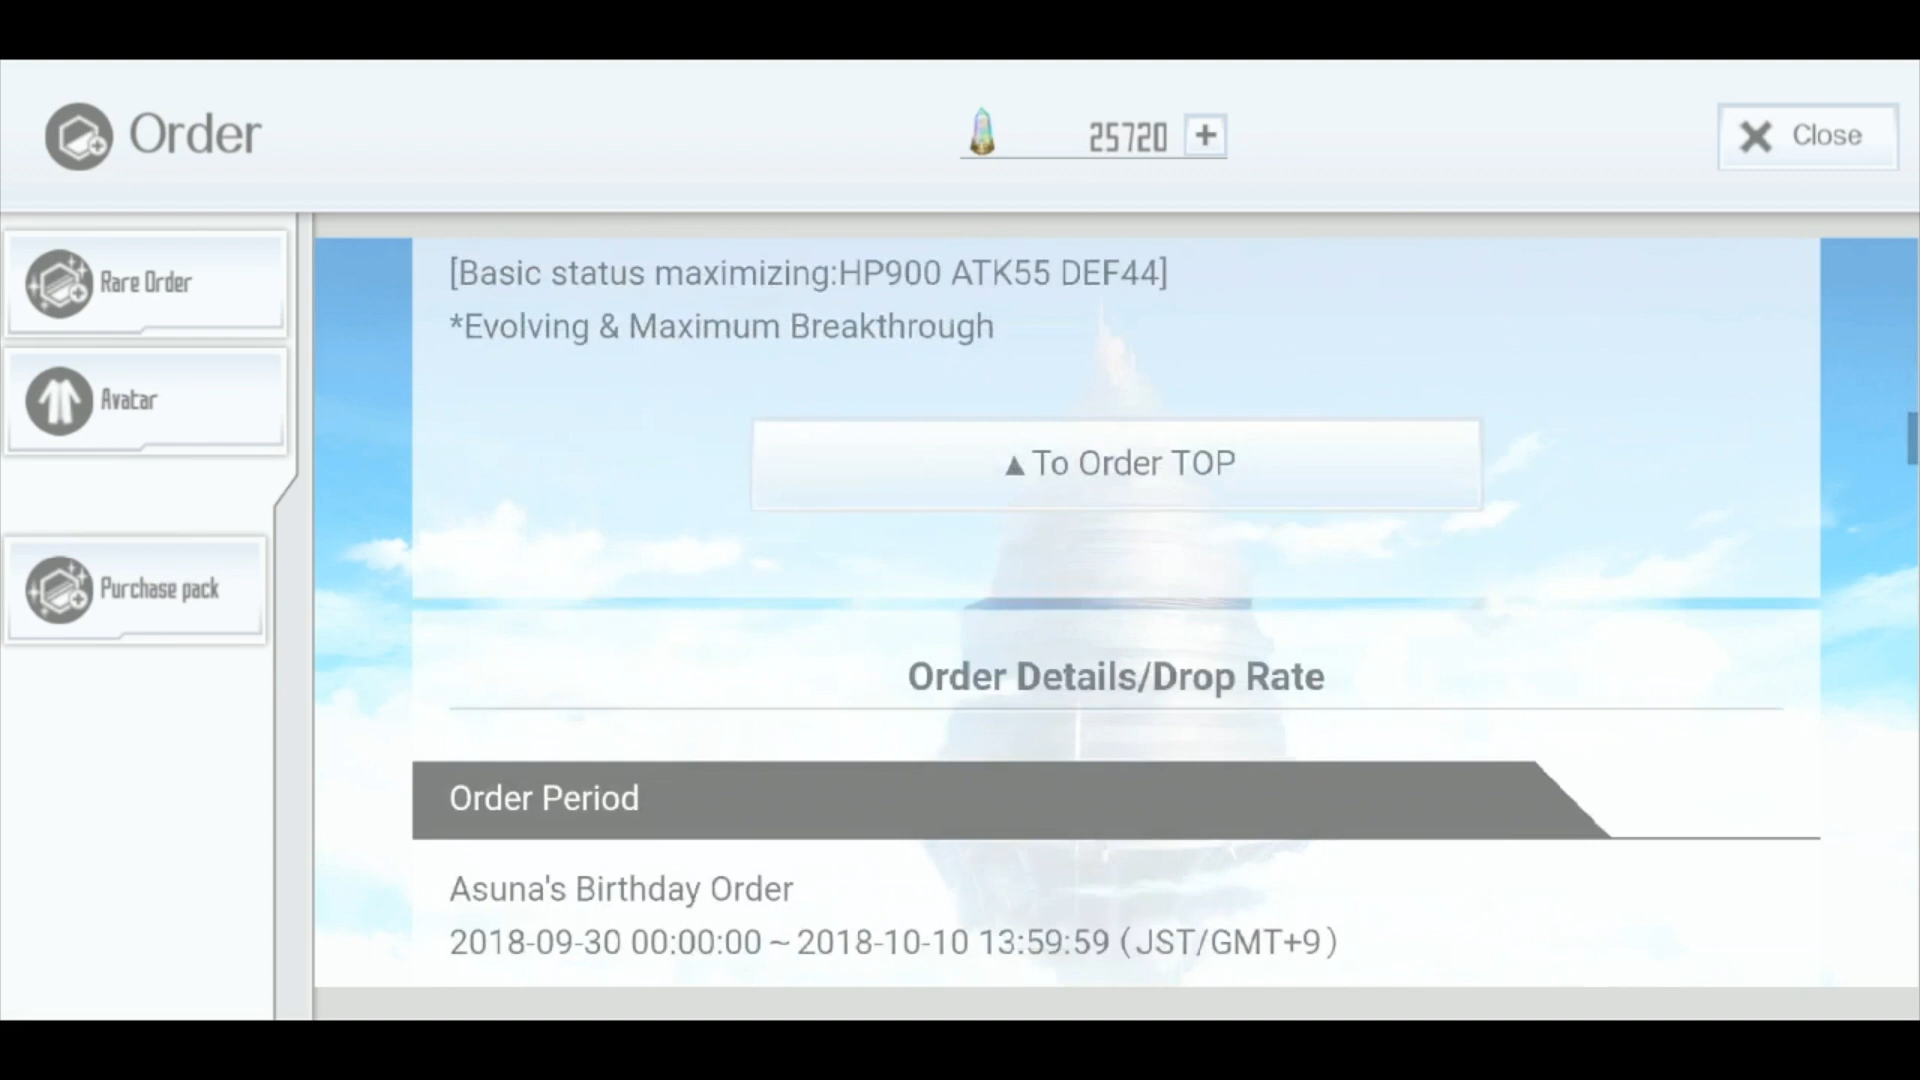 Order
25720
+
Close
Rare Order
Avatar
Purchase pack
[Basic status maximizing:HP900 ATK55 DEF44]
*Evolving & Maximum Breakthrough
▲To Order TOP
Order Details/Drop Rate
Order Period
Asuna's Birthday Order
2018-09-30 00:00:00 ~ 2018-10-10 13:59:59 (JST/GMT+9)